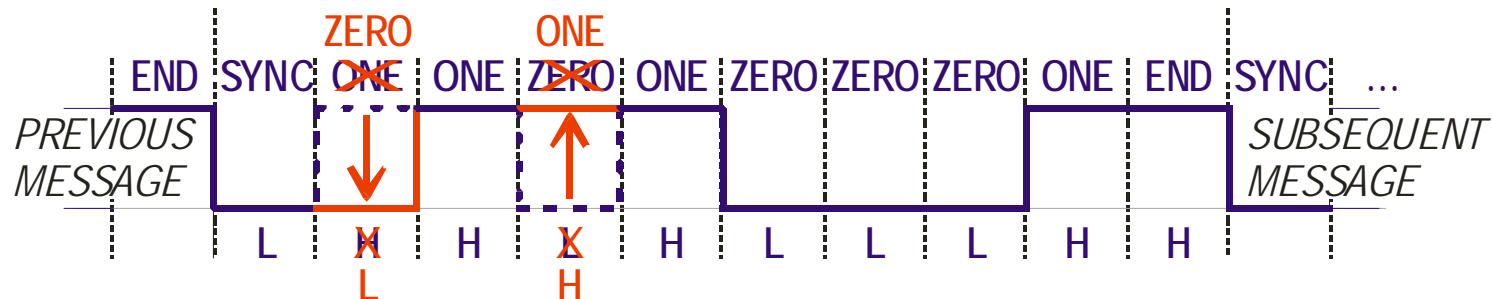 ZERO ONE
END SYNC ONE ONE ZERO ONE ZERO ZERO ZERO ONE END SYNC ...
PREVIOUS
MESSAGE
SUBSEQUENT
MESSAGE
L H H L H L L L H H
L H